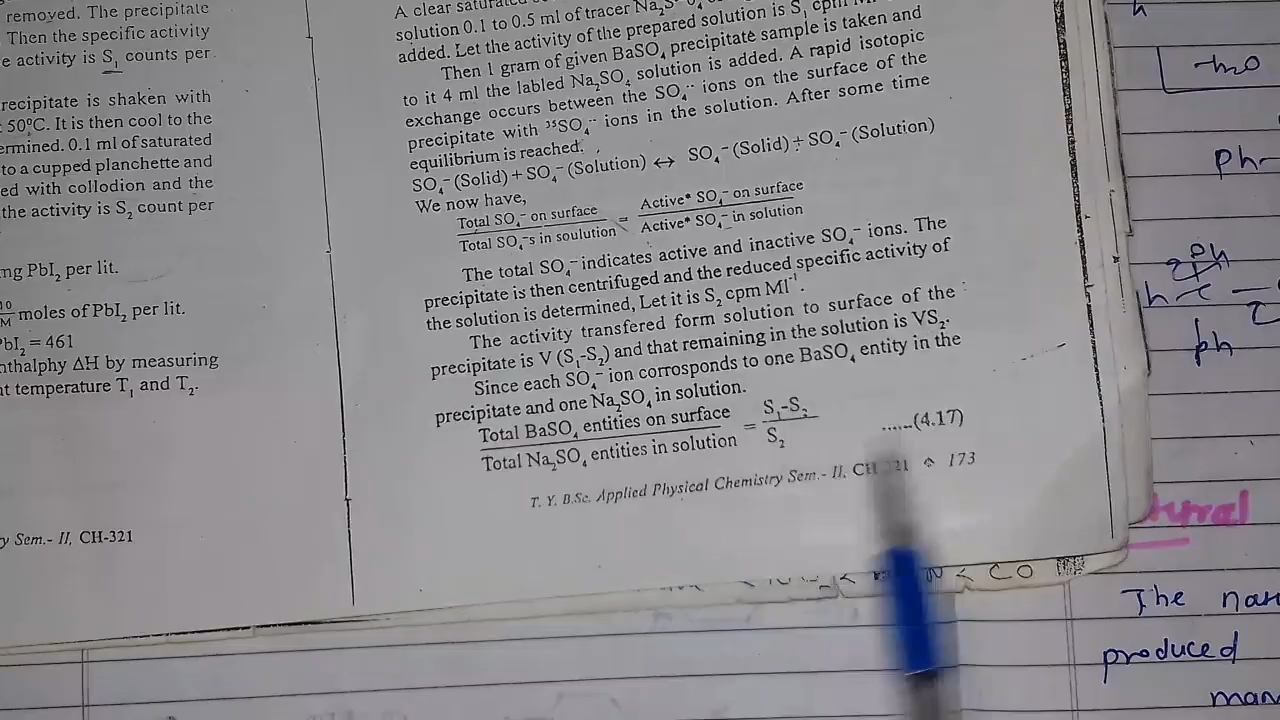 removed. The precipitate
Then the specific activity
e activity is S₁ counts per
recipitate is shaken with
50°C. It is then cool to the
ermined. 0.1 ml of saturated
to a cupped planchette and
ed with collodion and the
the activity is S₂ count per
mg PbI₂ per lit.
moles of PbI₂ per lit.
PbI₂ = 461
nthalphy ΔH by measuring
at temperature T₁ and T₂.
y Sem.- II, CH-321
A clear
solution 0.1 to 0.5 ml of tracer
added. Let the activity of the prepared solution is S₁ cpm
Then 1 gram of given BaSO₄ precipitate sample is taken and
to it 4 ml the labled Na₂SO₄ solution is added. A rapid isotopic
exchange occurs between the SO₄⁻⁻ ions on the surface of the
precipitate with ³⁵SO₄⁻⁻ ions in the solution. After some time
equilibrium is reached.
SO₄⁻⁻(Solid) + SO₄⁻⁻(Solution) ↔ SO₄⁻⁻(Solid) + SO₄⁻⁻(Solution)
We now have,
Total SO₄⁻⁻ on surface / Total SO₄⁻⁻s in soulution = Active* SO₄⁻⁻ on surface / Active* SO₄⁻⁻ in solution
The total SO₄⁻⁻ indicates active and inactive SO₄⁻⁻ ions. The
precipitate is then centrifuged and the reduced specific activity of
the solution is determined, Let it is S₂ cpm Ml⁻¹.
The activity transfered form solution to surface of the
precipitate is V (S₁-S₂) and that remaining in the solution is VS₂.
Since each SO₄⁻⁻ ion corrosponds to one BaSO₄ entity in the
precipitate and one Na₂SO₄ in solution.
Total BaSO₄ entities on surface / Total Na₂SO₄ entities in solution = S₁-S₂ / S₂ ......(4.17)
T. Y. B.Sc. Applied Physical Chemistry Sem.- II, CH 321 ❖ 173
ph
ph
ph
< CO
The
produced